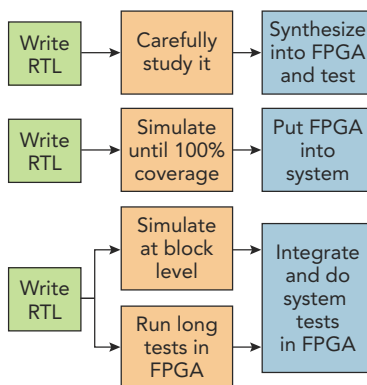 Write
RTL
Carefully
study it
Synthesize
into FPGA
and test
Write
RTL
Simulate
until 100%
coverage
Put FPGA
into
system
Write
RTL
Simulate
at block
level
Run long
tests in
FPGA
Integrate
and do
system
tests
in FPGA